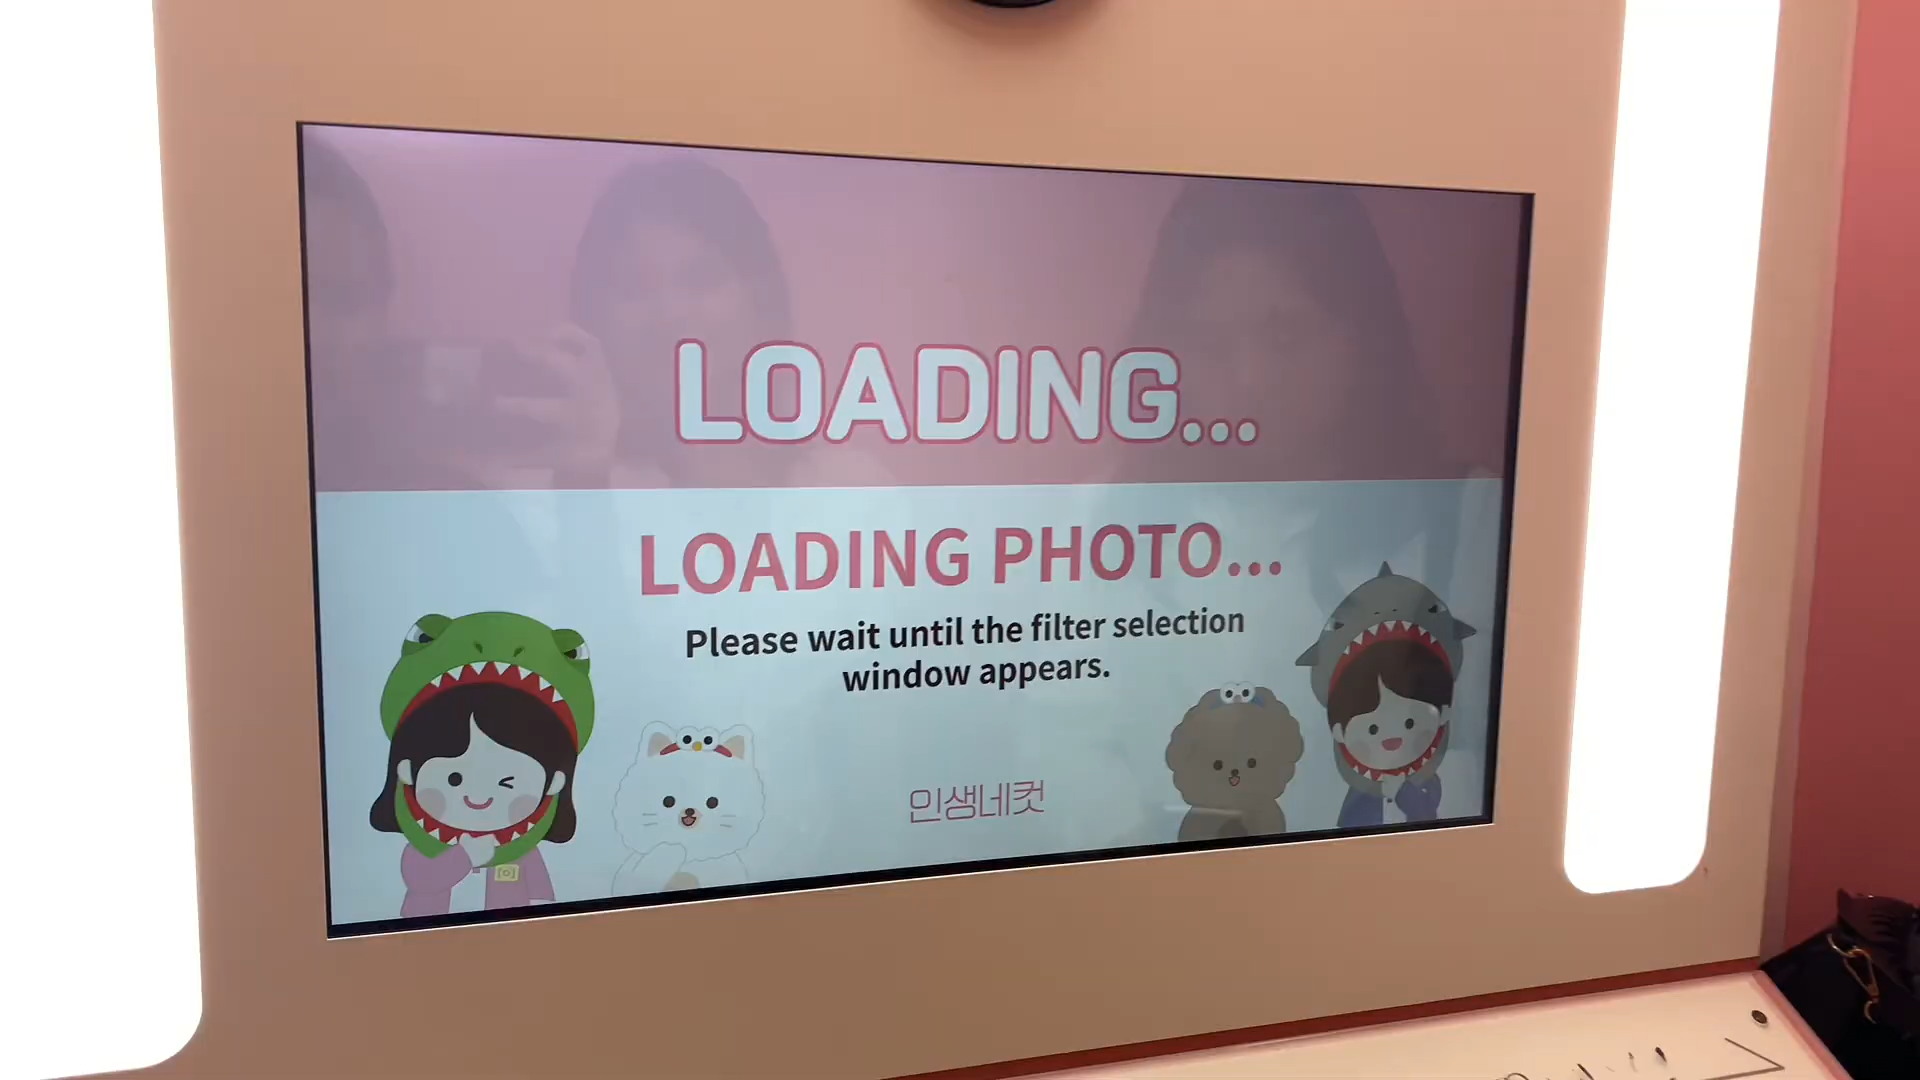 LOADING...
LOADING PHOTO...
Please wait until the filter selection
window appears.
인생네컷